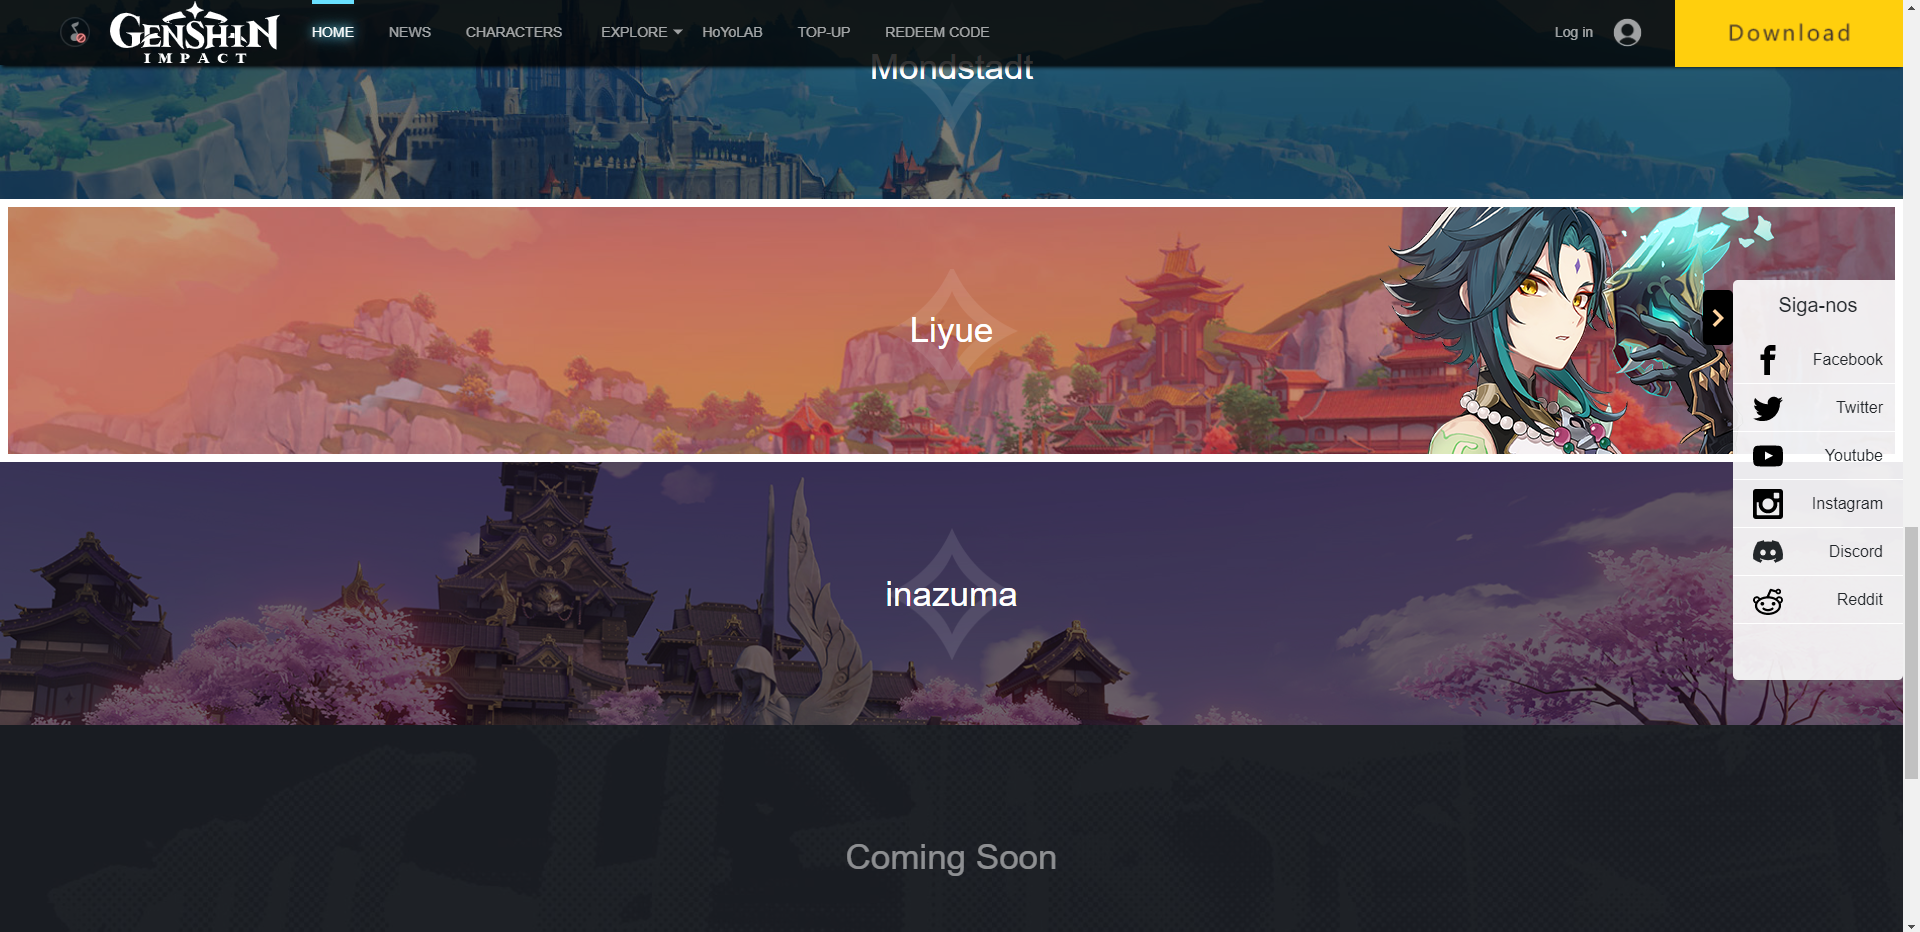 GENSHIN
IMPACT
HOME
NEWS
CHARACTERS
EXPLORE
HoYoLAB
TOP-UP
REDEEM CODE
Log in
Download
Mondstadt
Liyue
Siga-nos
Facebook
Twitter
Youtube
Instagram
Discord
Reddit
inazuma
Coming Soon